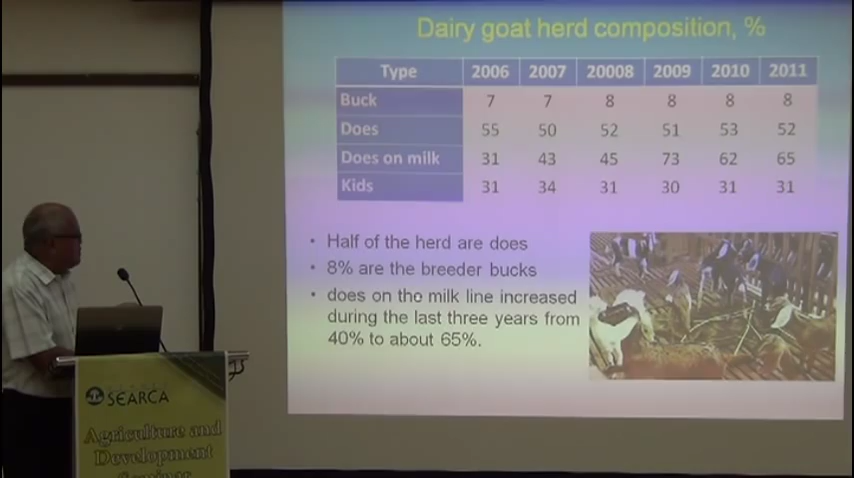 Dairy goat herd composition, %
Type 2006 2007 20008 2009 2010 2011
Buck 7 7 8 8 8 8
Does 55 50 52 51 53 52
Does on milk 31 43 45 73 62 65
Kids 31 34 31 30 31 31
• Half of the herd are does
• 8% are the breeder bucks
• does on the milk line increased
during the last three years from
40% to about 65%.
SEARCA
Agriculture and
Development
Seminar